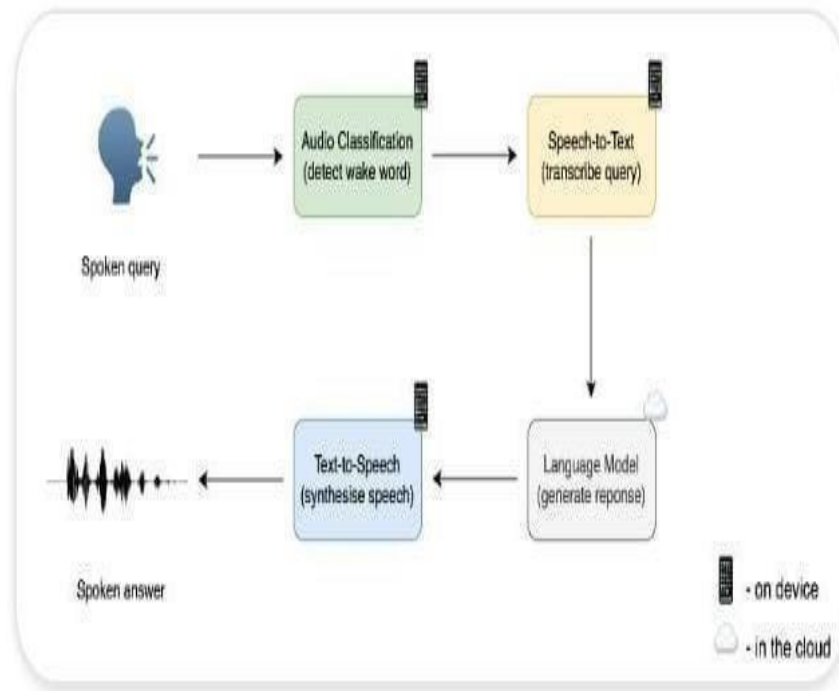 Audio Classification
(detect wake word)
Speech-to-Text
(transcribe query)
Spoken query
Text-to-Speech
(synthesise speech)
Language Model
(generate reponse)
Spoken answer
- on device
- in the cloud